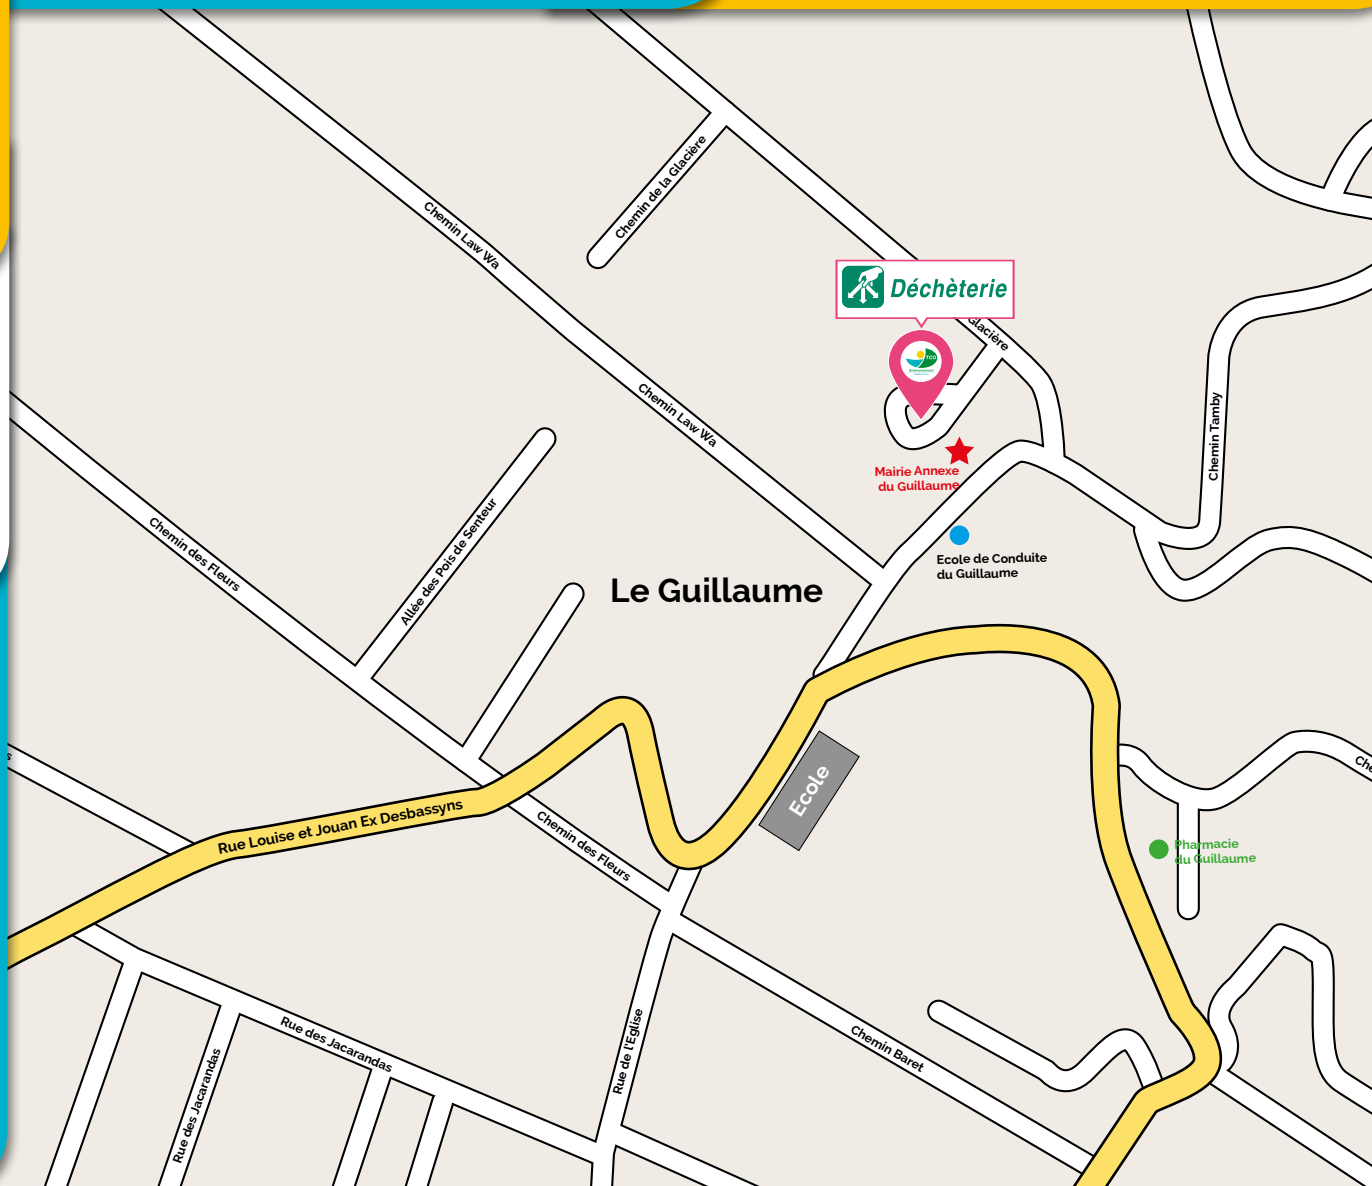 Chemin de la Glacière
Chemin Law Wa
Déchèterie
Glacière
TCO
Chemin Law Wa
Chemin Tamby
Mairie Annexe
du Guillaume
Chemin des Fleurs
Allée des Pois de Senteur
Ecole de Conduite
du Guillaume
Le Guillaume
Ecole
Rue Louise et Jouan Ex Desbassyns
Chemin des Fleurs
Pharmacie
du Guillaume
Rue des Jacarandas
Rue des Jacarandas
Rue de l'Eglise
Chemin Baret